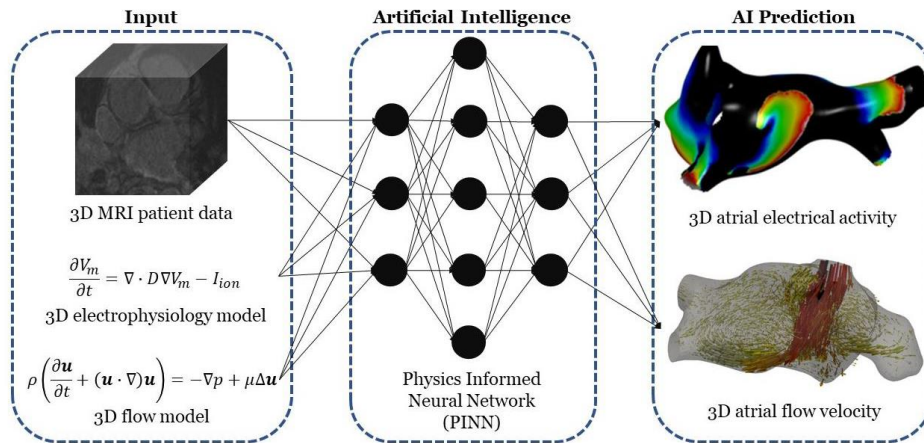 Input
3D MRI patient data
∂V_m/∂t = ∇ · D∇V_m − I_ion
3D electrophysiology model
ρ(∂𝒖/∂t + (𝒖 · ∇)𝒖) = −∇p + μΔ𝒖
3D flow model
Artificial Intelligence
Physics Informed
Neural Network
(PINN)
AI Prediction
3D atrial electrical activity
3D atrial flow velocity